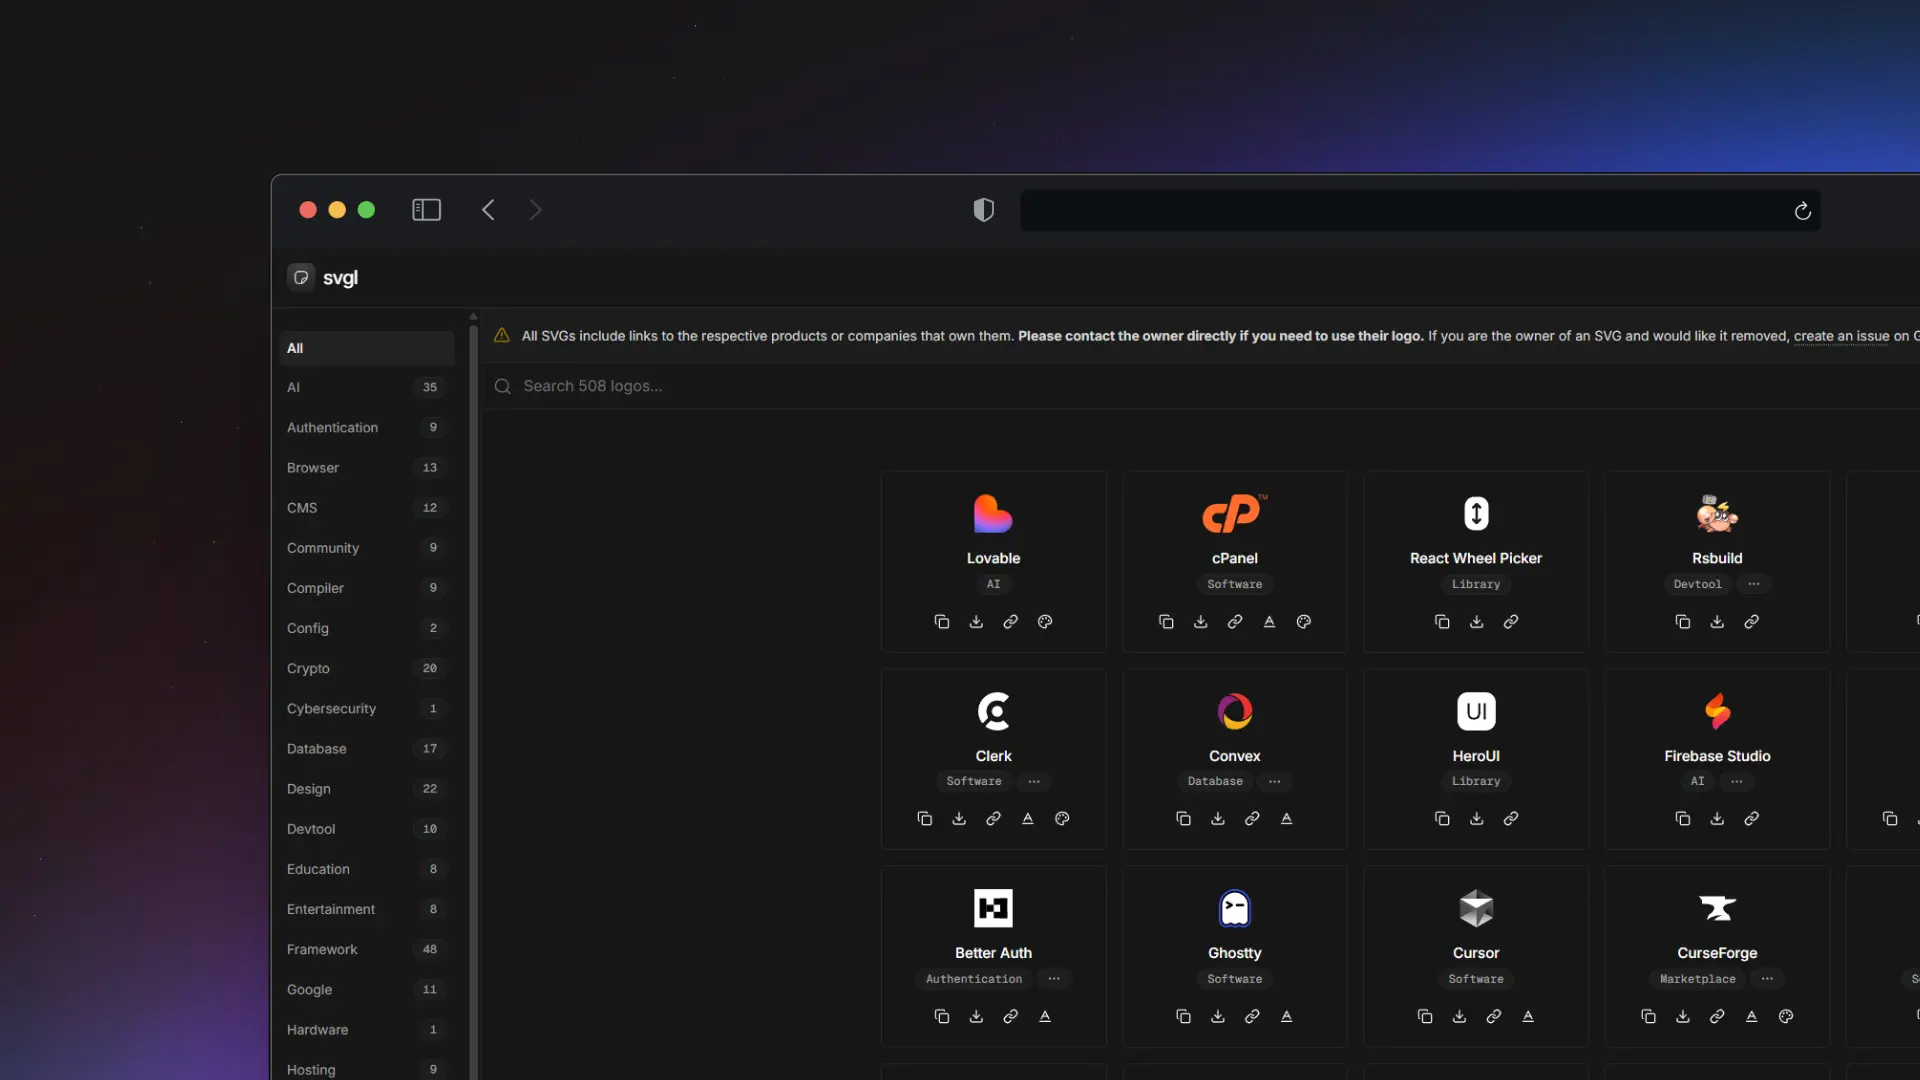 svgl
All SVGs include links to the respective products or companies that own them. Please contact the owner directly if you need to use their logo. If you are the owner of an SVG and would like it removed, create an issue on G
Search 508 logos...
All
AI 35
Authentication 9
Browser 13
CMS 12
Community 9
Compiler 9
Config 2
Crypto 20
Cybersecurity 1
Database 17
Design 22
Devtool 10
Education 8
Entertainment 8
Framework 48
Google 11
Hardware 1
Hosting 9
Lovable
AI
cP™
cPanel
Software
React Wheel Picker
Library
Rsbuild
Devtool ...
Clerk
Software ...
Convex
Database ...
UI
HeroUI
Library
Firebase Studio
AI ...
Better Auth
Authentication ...
Ghostty
Software
Cursor
Software
CurseForge
Marketplace ...